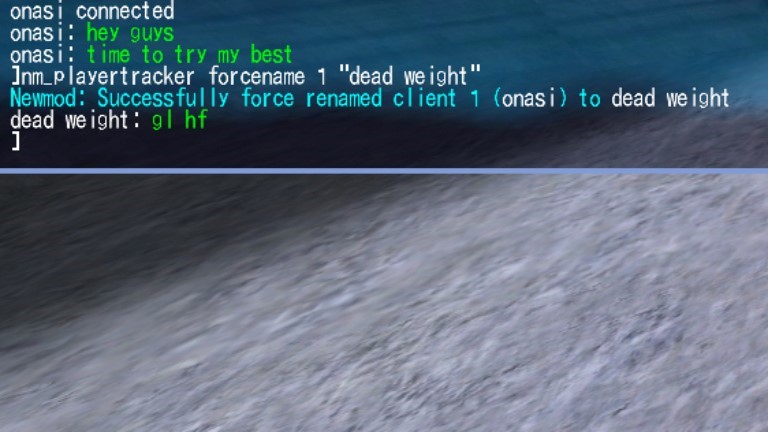 onasi connected
onasi: hey guys
onasi: time to try my best
]nm_playertracker forcename 1 "dead weight"
Newmod: Successfully force renamed client 1 (onasi) to dead weight
dead weight: gl hf
]